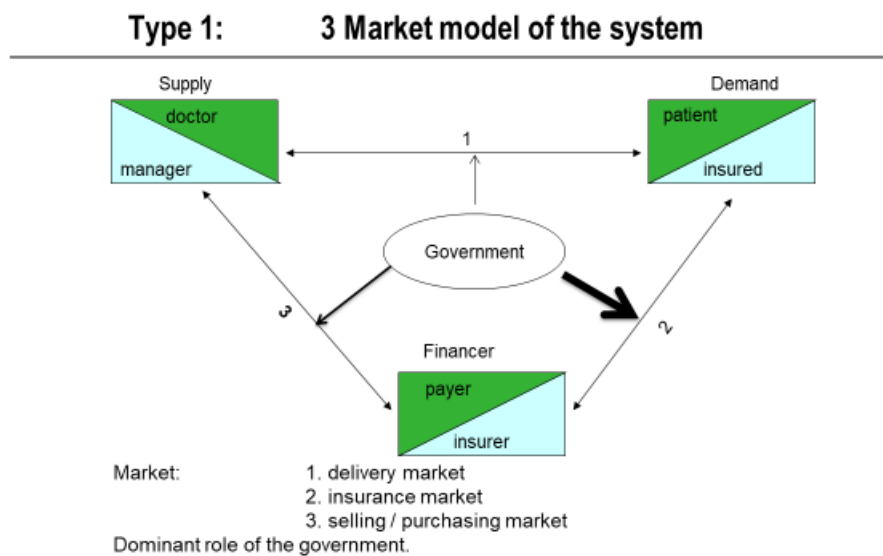 Type 1: 3 Market model of the system
Supply
Demand
doctor
patient
1
manager
insured
Government
3
2
Financer
payer
insurer
Market: 1. delivery market
2. insurance market
3. selling / purchasing market
Dominant role of the government.